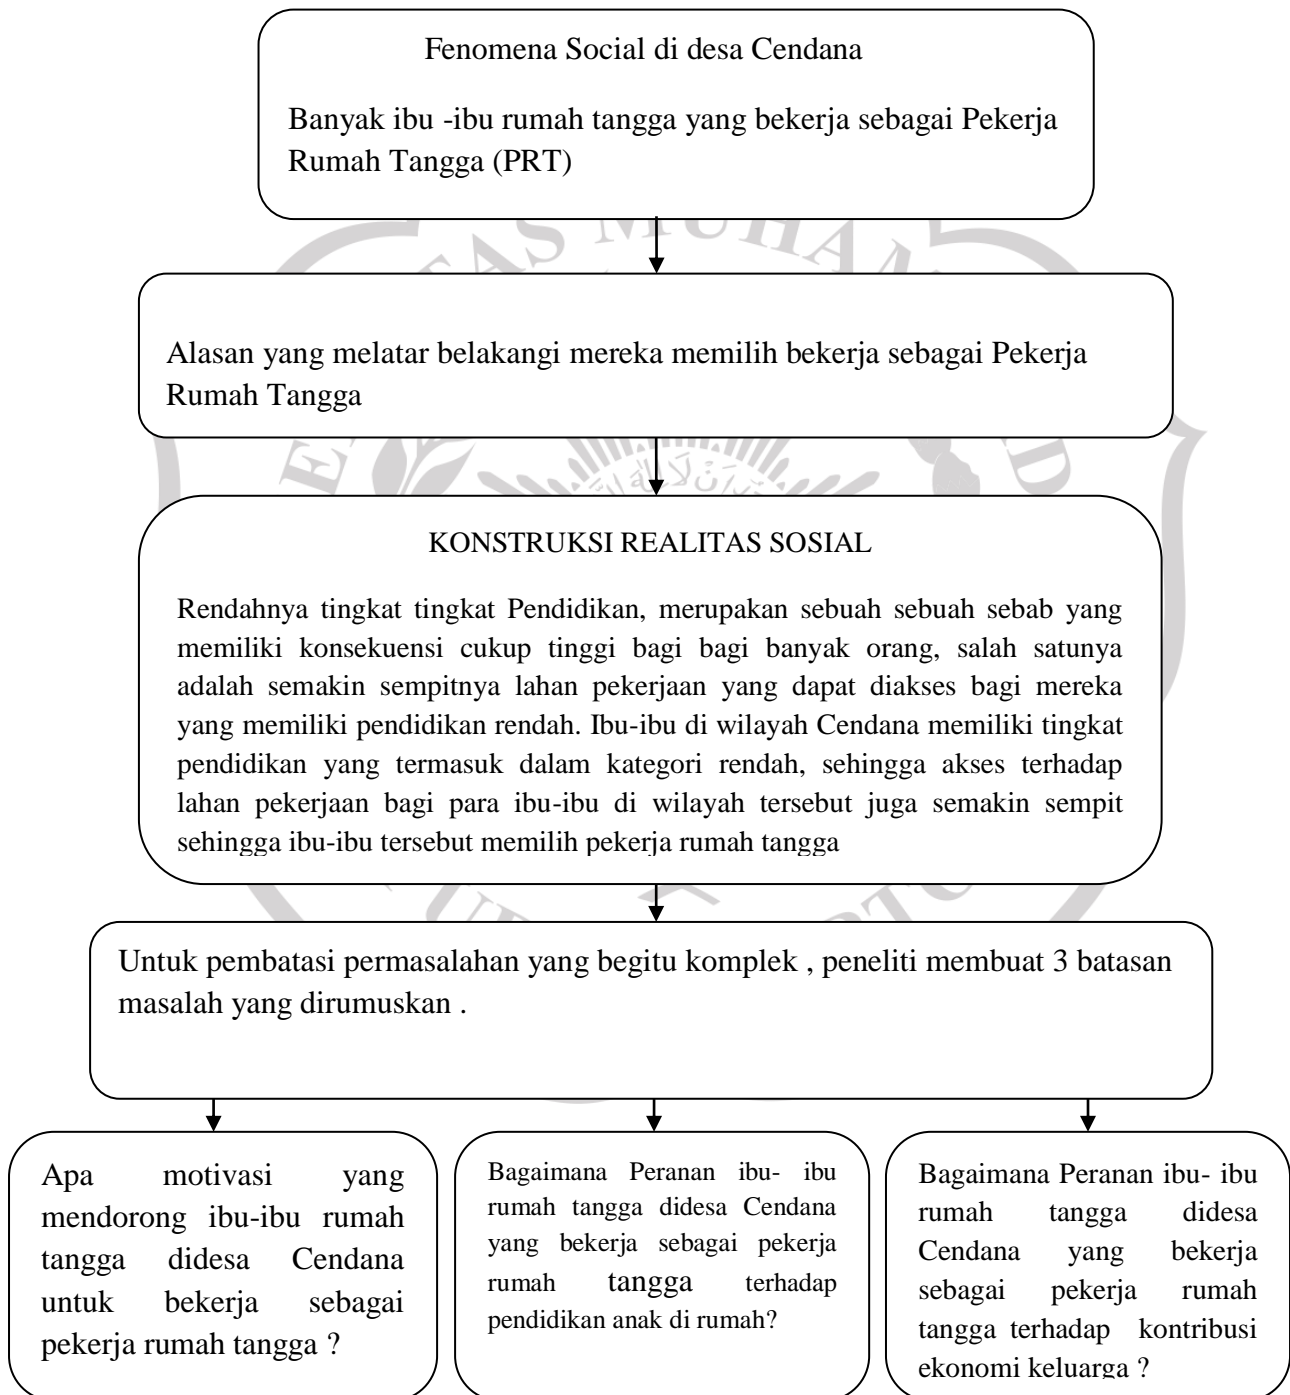 Fenomena Social di desa Cendana
Banyak ibu -ibu rumah tangga yang bekerja sebagai Pekerja
Rumah Tangga (PRT)
Alasan yang melatar belakangi mereka memilih bekerja sebagai Pekerja
Rumah Tangga
KONSTRUKSI REALITAS SOSIAL
Rendahnya tingkat tingkat Pendidikan, merupakan sebuah sebuah sebab yang
memiliki konsekuensi cukup tinggi bagi bagi banyak orang, salah satunya
adalah semakin sempitnya lahan pekerjaan yang dapat diakses bagi mereka
yang memiliki pendidikan rendah. Ibu-ibu di wilayah Cendana memiliki tingkat
pendidikan yang termasuk dalam kategori rendah, sehingga akses terhadap
lahan pekerjaan bagi para ibu-ibu di wilayah tersebut juga semakin sempit
sehingga ibu-ibu tersebut memilih pekerja rumah tangga
Untuk pembatasi permasalahan yang begitu komplek , peneliti membuat 3 batasan
masalah yang dirumuskan .
Apa motivasi yang
mendorong ibu-ibu rumah
tangga didesa Cendana
untuk bekerja sebagai
pekerja rumah tangga ?
Bagaimana Peranan ibu- ibu
rumah tangga didesa Cendana
yang bekerja sebagai pekerja
rumah tangga terhadap
pendidikan anak di rumah?
Bagaimana Peranan ibu- ibu
rumah tangga didesa
Cendana yang bekerja
sebagai pekerja rumah
tangga terhadap kontribusi
ekonomi keluarga ?